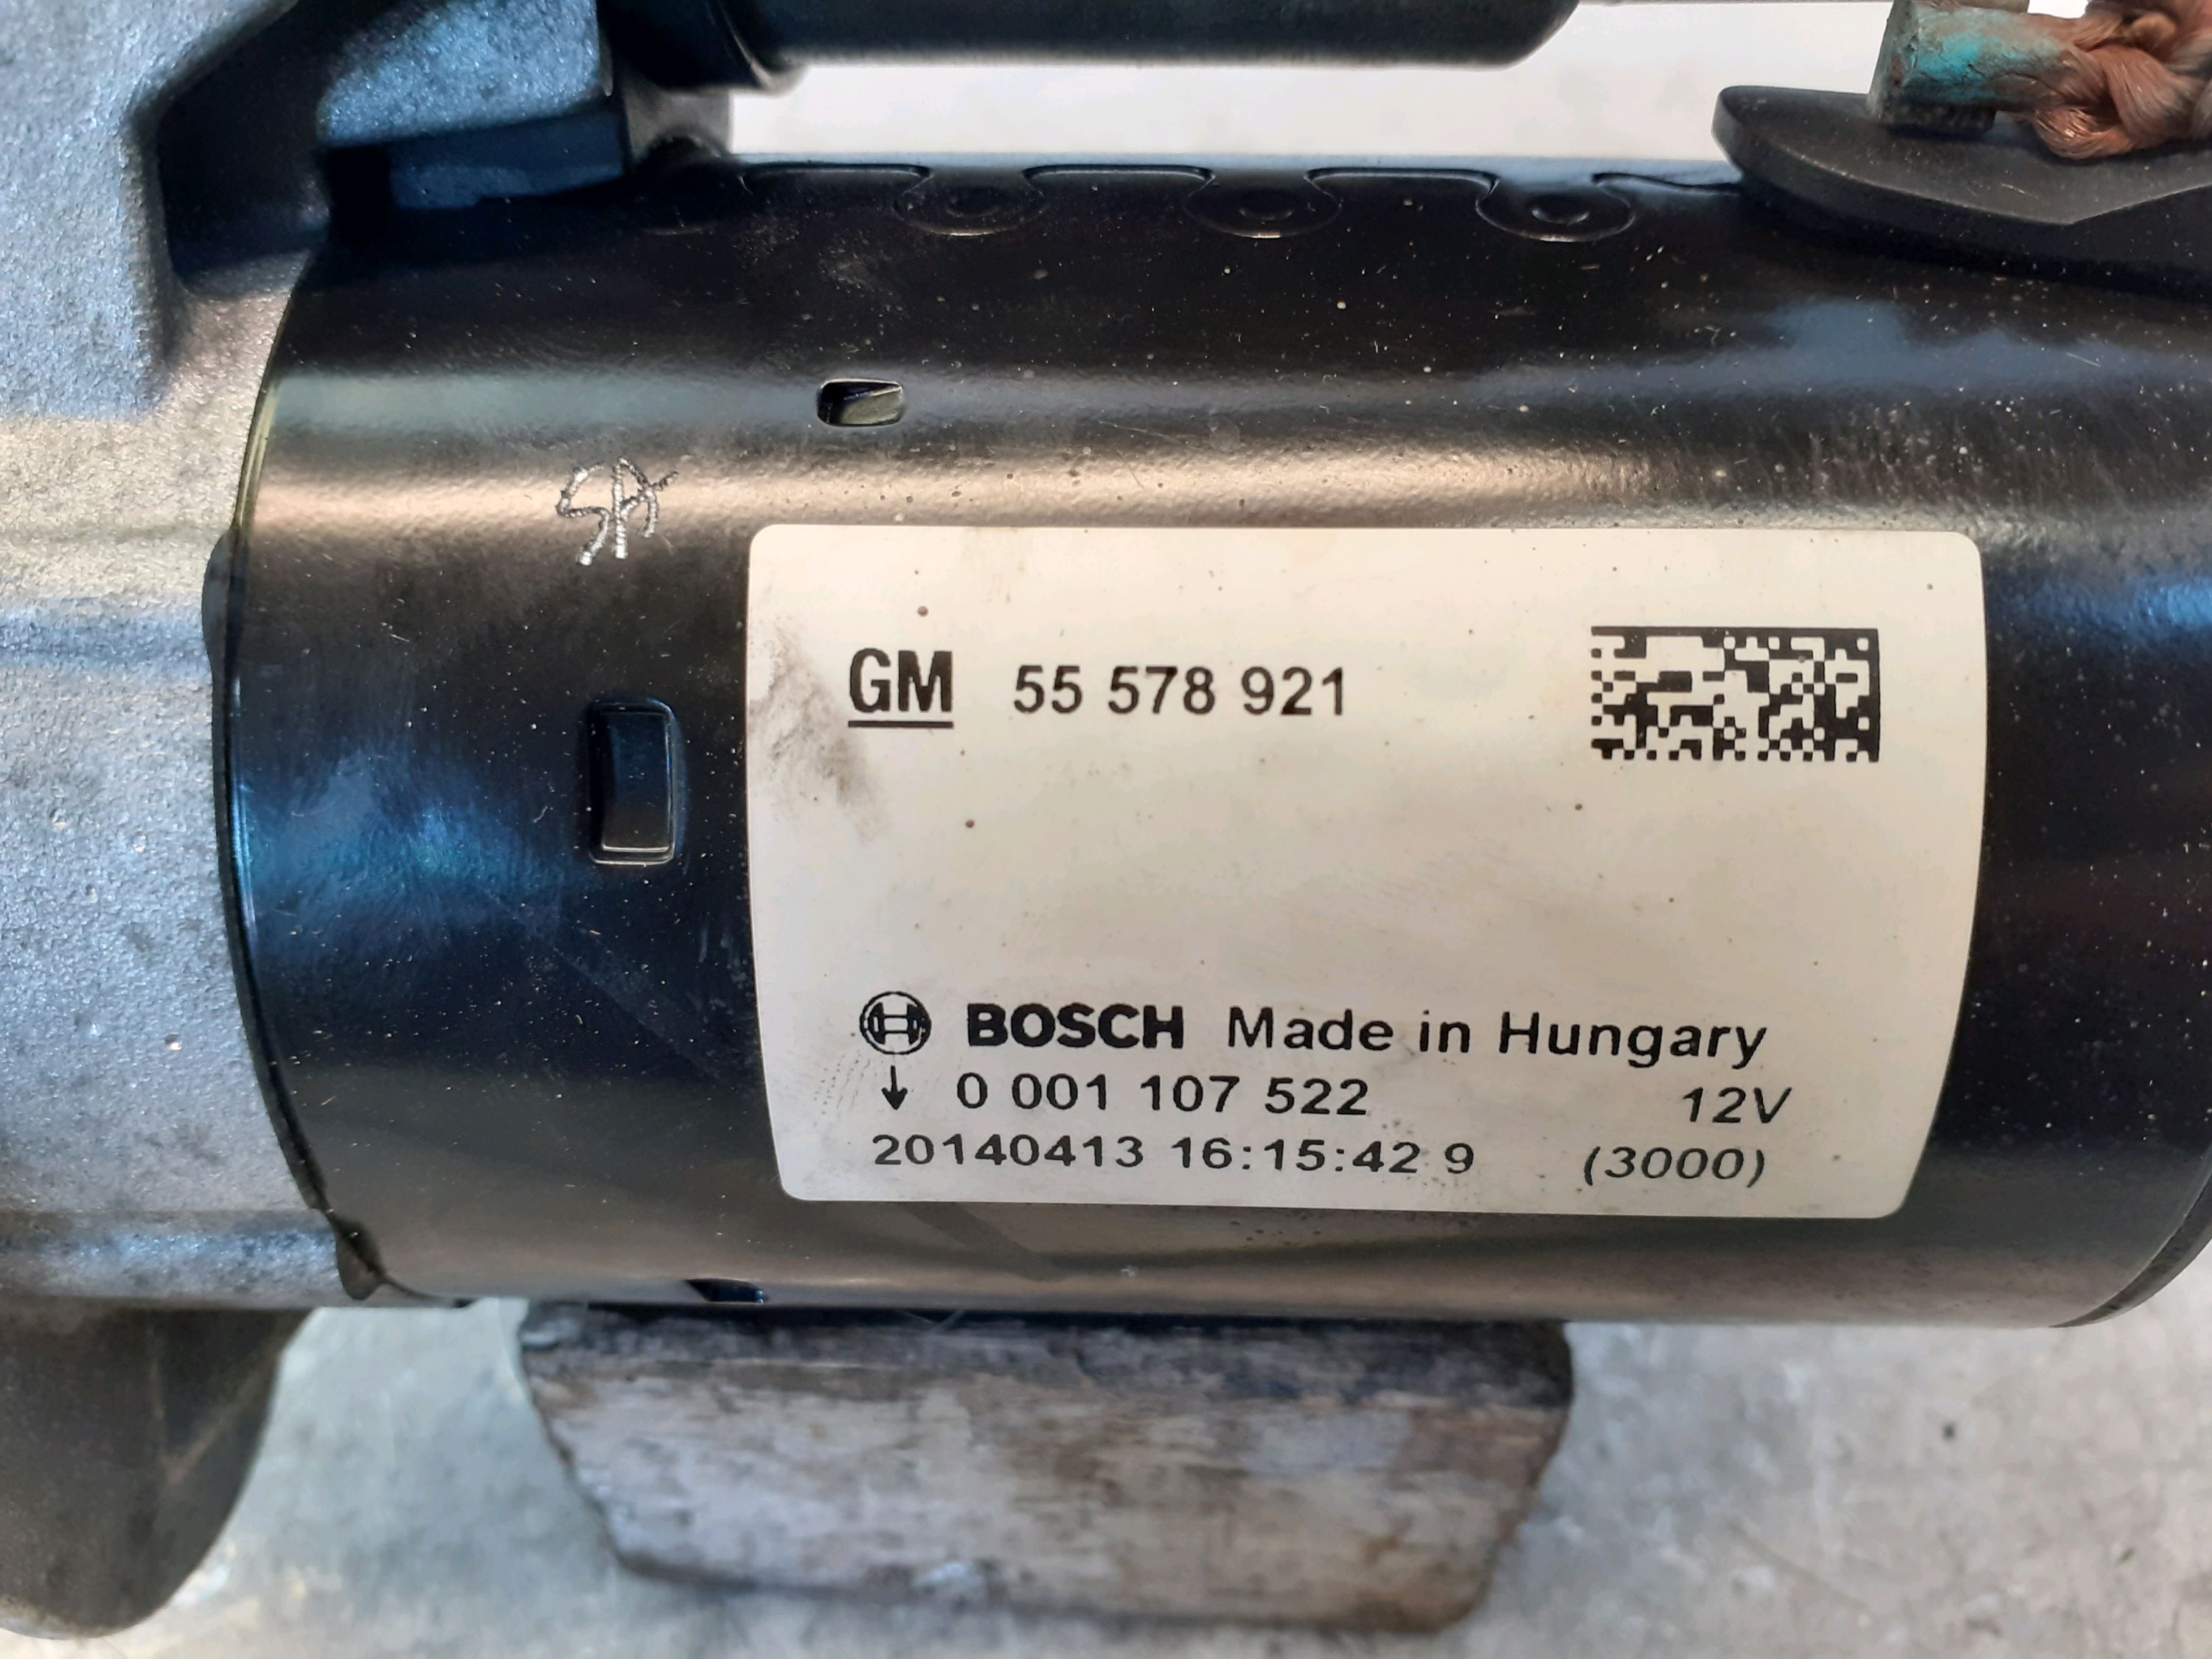 SA
GM 55 578 921
BOSCH Made in Hungary
↓ 0 001 107 522 12V
20140413 16:15:42 9 (3000)